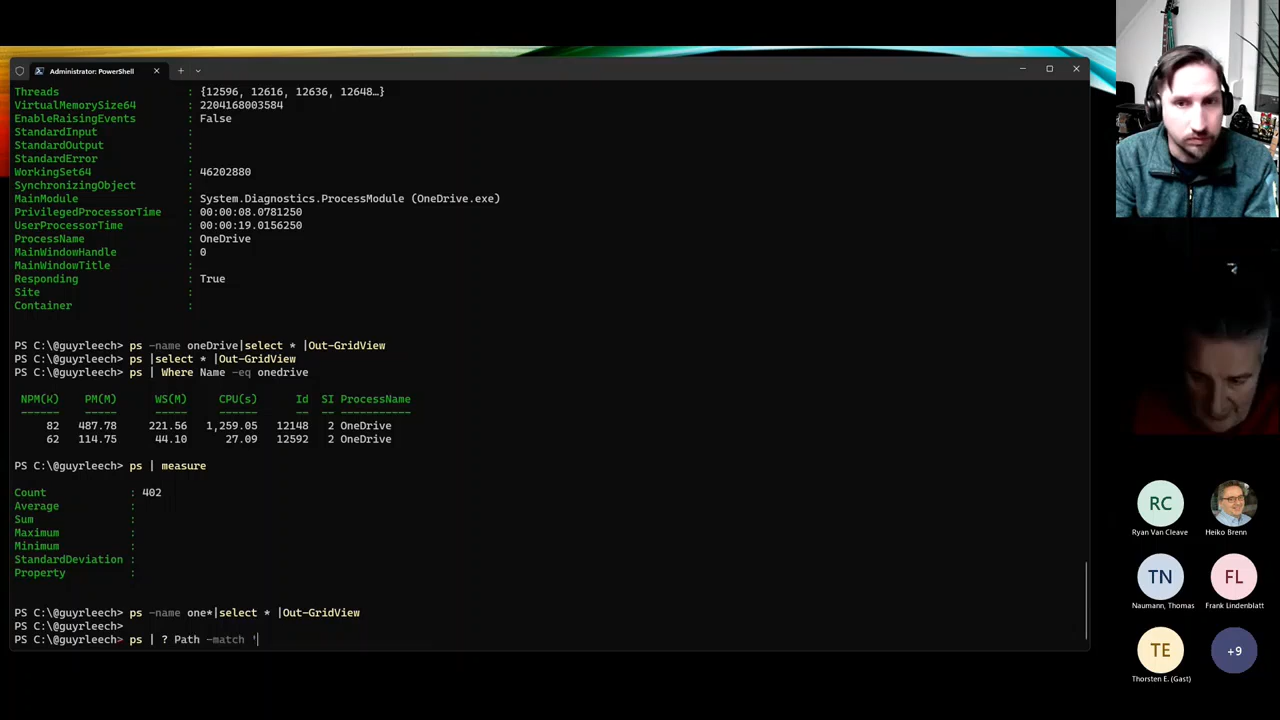 Administrator: PowerShell
Threads : {12596, 12616, 12636, 12648…}
VirtualMemorySize64 : 2204168003584
EnableRaisingEvents : False
StandardInput :
StandardOutput :
StandardError :
WorkingSet64 : 46202880
SynchronizingObject :
MainModule : System.Diagnostics.ProcessModule (OneDrive.exe)
PrivilegedProcessorTime : 00:00:08.0781250
UserProcessorTime : 00:00:19.0156250
ProcessName : OneDrive
MainWindowHandle : 0
MainWindowTitle :
Responding : True
Site :
Container :
PS C:\@guyrleech> ps -name oneDrive|select * |Out-GridView
PS C:\@guyrleech> ps |select * |Out-GridView
PS C:\@guyrleech> ps | Where Name -eq onedrive
NPM(K) PM(M) WS(M) CPU(s) Id SI ProcessName
------ ----- ----- ------ -- -- -----------
82 487.78 221.56 1,259.05 12148 2 OneDrive
62 114.75 44.10 27.09 12592 2 OneDrive
PS C:\@guyrleech> ps | measure
Count : 402
Average :
Sum :
Maximum :
Minimum :
StandardDeviation :
Property :
PS C:\@guyrleech> ps -name one*|select * |Out-GridView
PS C:\@guyrleech>
PS C:\@guyrleech> ps | ? Path -match '
RC
Ryan Van Cleave
Heiko Brenn
TN
Naumann, Thomas
FL
Frank Lindenblatt
TE
Thorsten E. (Gast)
+9